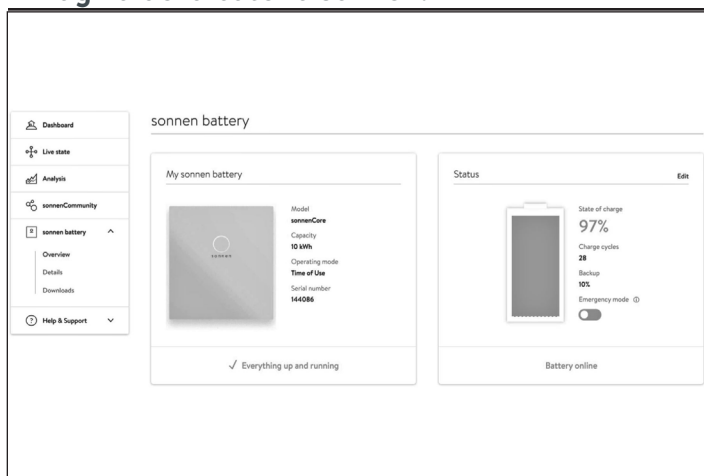 sonnen battery
Dashboard
Live state
Analysis
sonnenCommunity
sonnen battery
Overview
Details
Downloads
Help & Support
My sonnen battery
sonnen
Model
sonnenCore
Capacity
10 kWh
Operating mode
Time of Use
Serial number
144086
Everything up and running
Status
Edit
State of charge
97%
Charge cycles
28
Backup
10%
Emergency mode
Battery online